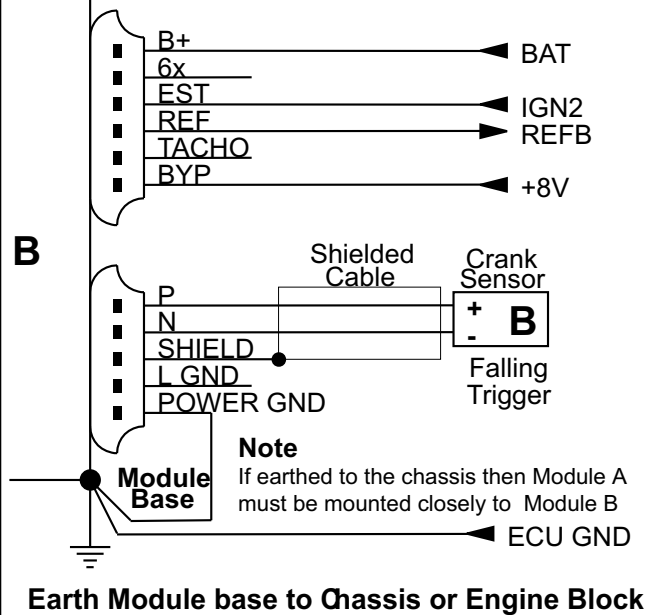 B+ BAT
6x
EST IGN2
REF REFB
TACHO
BYP +8V
B
Shielded
Cable
Crank
Sensor
P +
B
N -
SHIELD
L GND
POWER GND
Falling
Trigger
Note
If earthed to the chassis then Module A
must be mounted closely to Module B
Module
Base
ECU GND
Earth Module base to Chassis or Engine Block